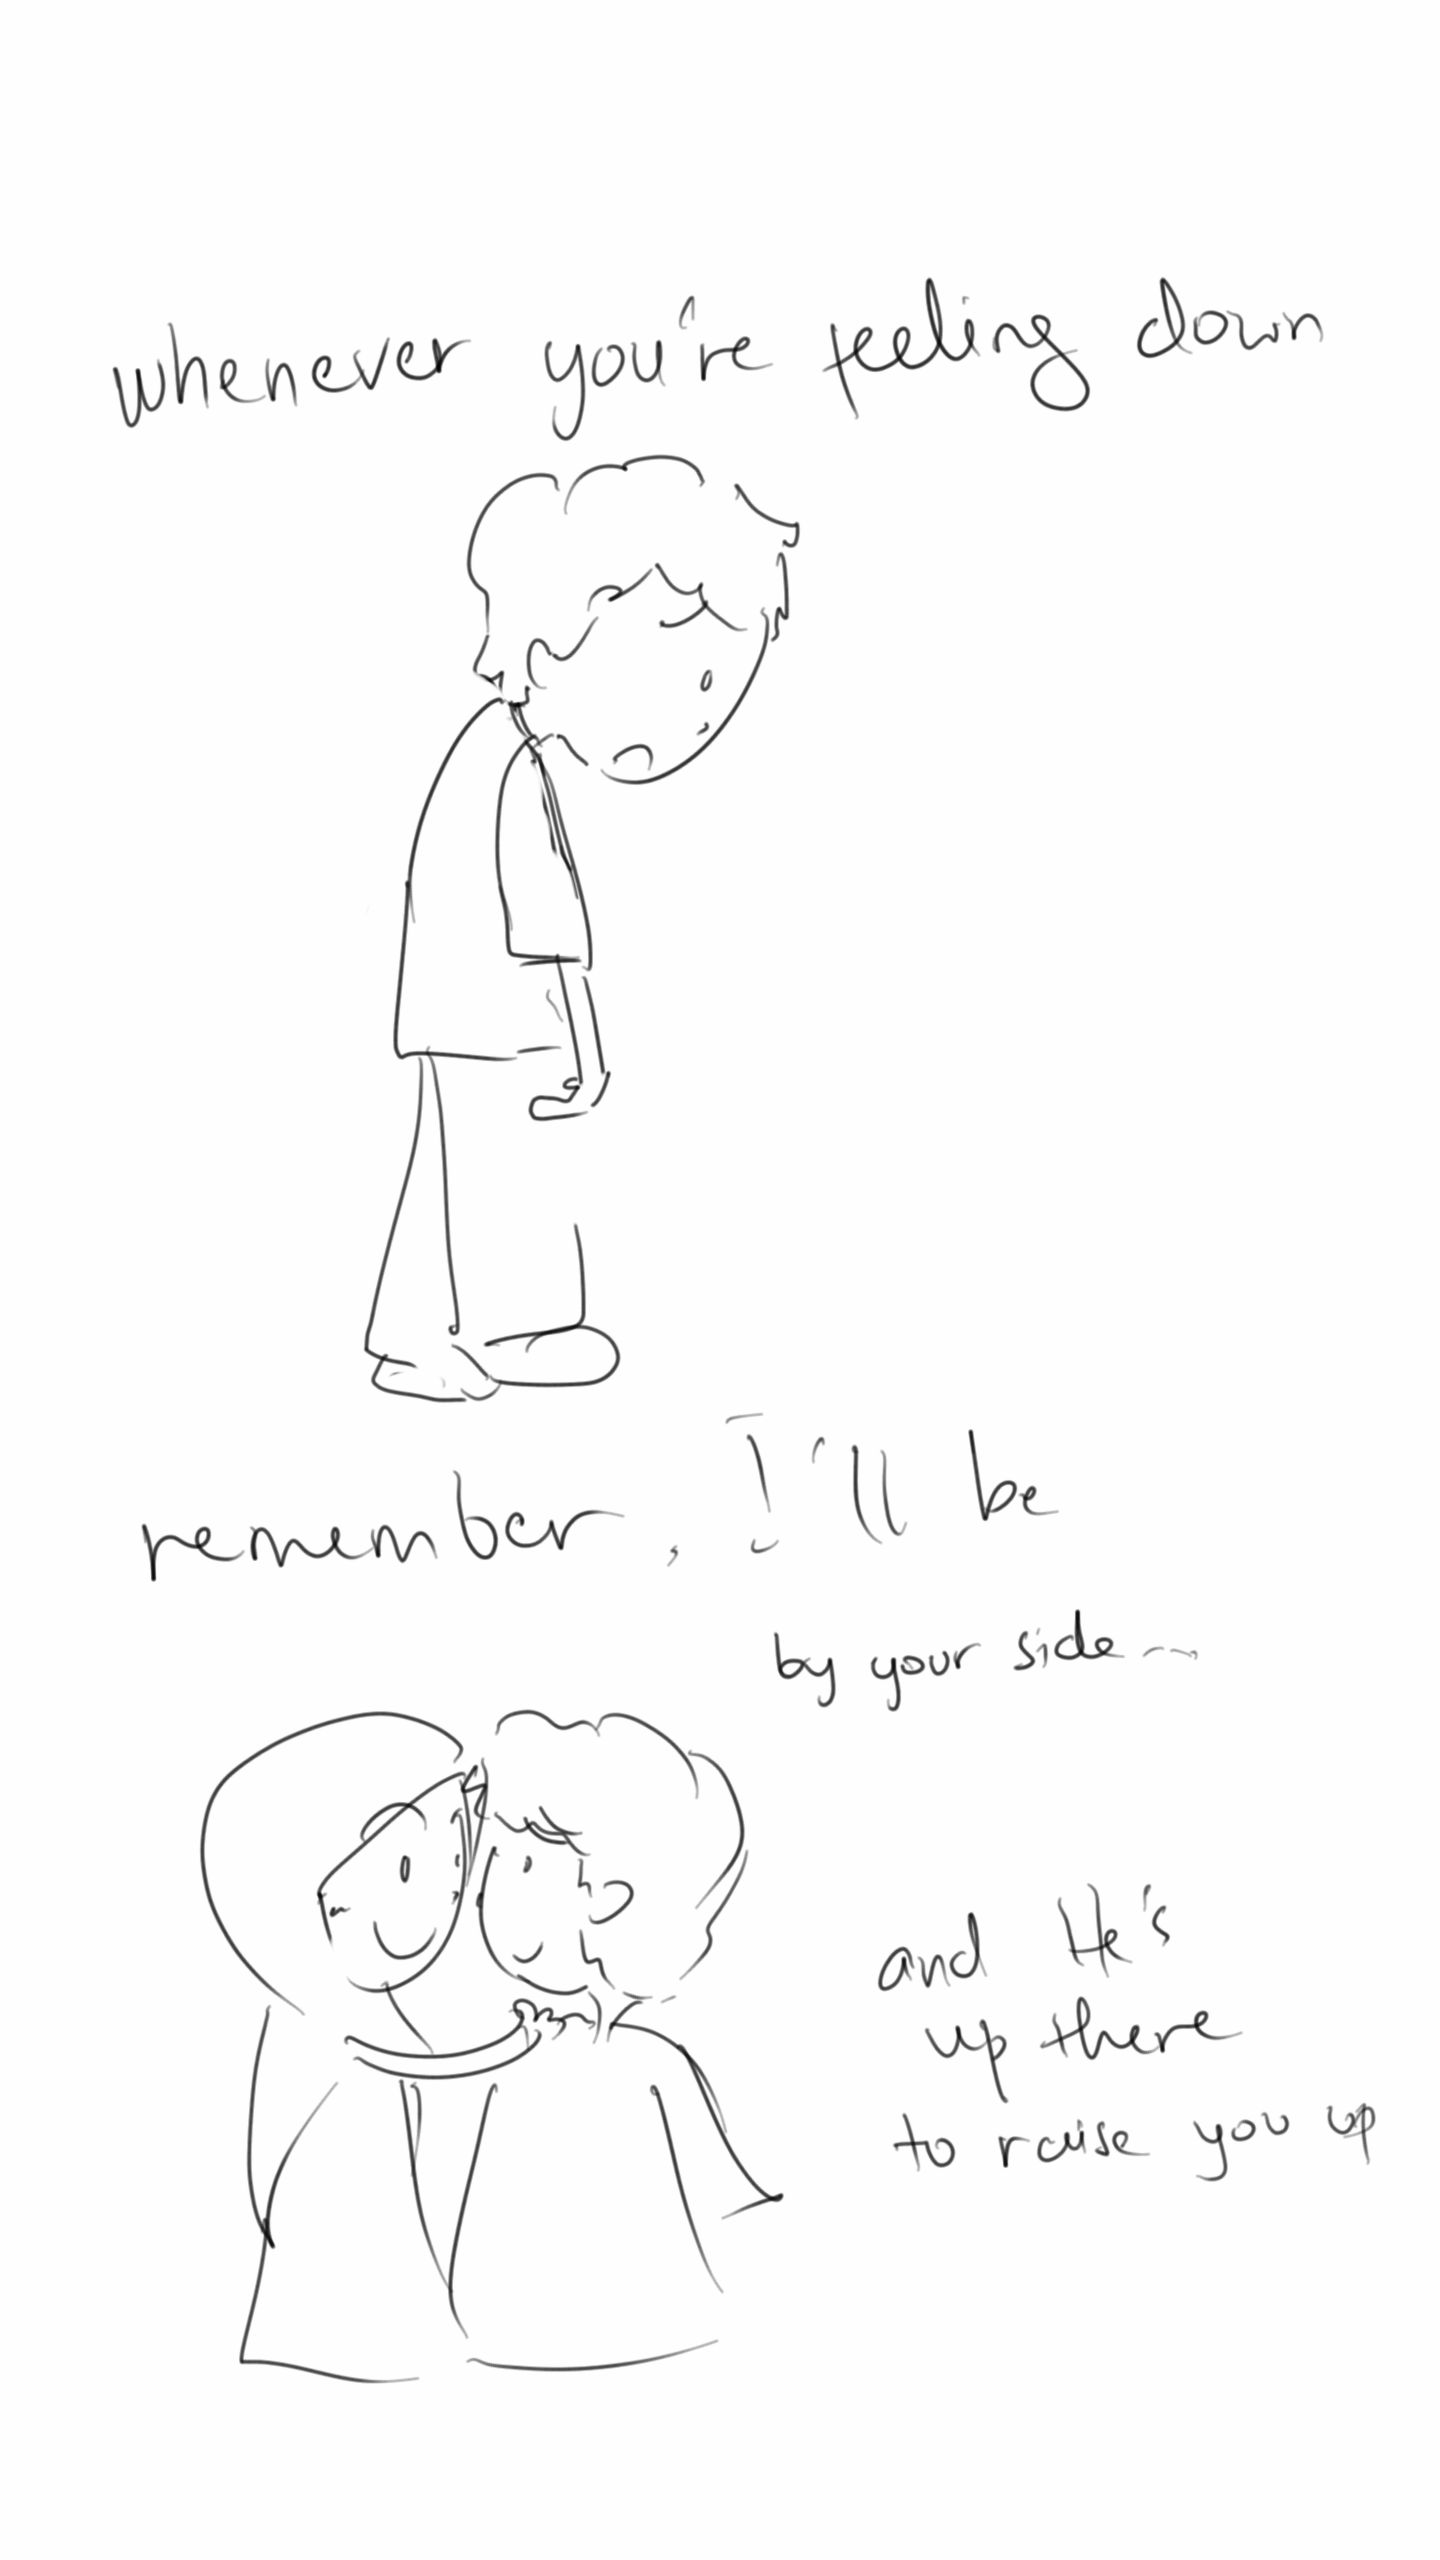 whenever you're feeling down
remember, I'll be
by your side...
and He's
up there
to raise you up